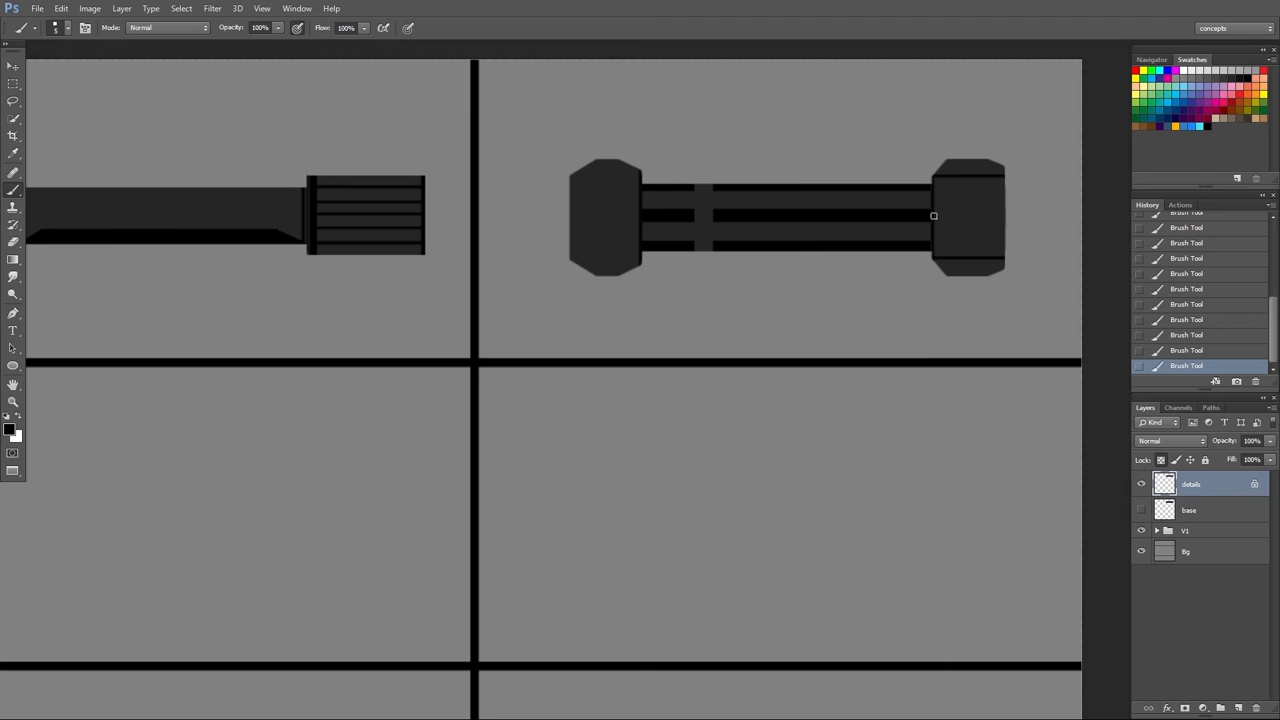 Ps File Edit Image Layer Type Select Filter 3D View Window Help
5 Mode: Normal Opacity: 100% Flow: 100% concepts
Navigator Swatches
History Actions
Brush Tool
Brush Tool
Brush Tool
Brush Tool
Brush Tool
Brush Tool
Brush Tool
Brush Tool
Brush Tool
Brush Tool
Brush Tool
Layers Channels Paths
Kind
Normal Opacity: 100%
Lock: Fill: 100%
details
base
V1
Bg
fx